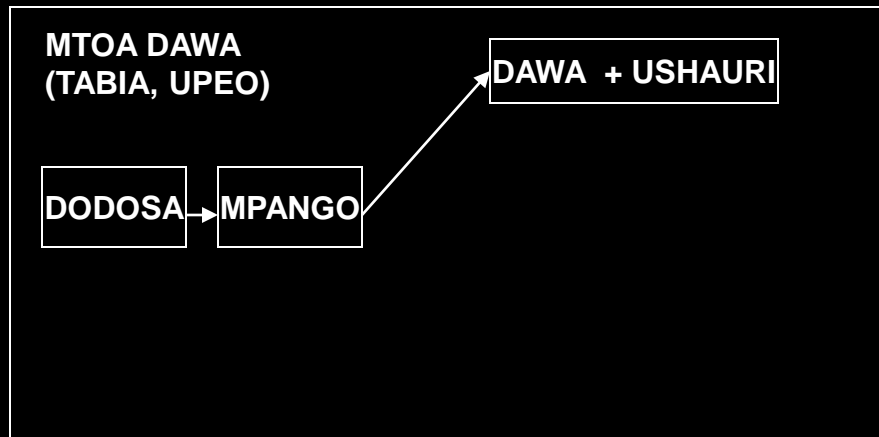 MTOA DAWA
(TABIA, UPEO)
DAWA + USHAURI
DODOSA
MPANGO